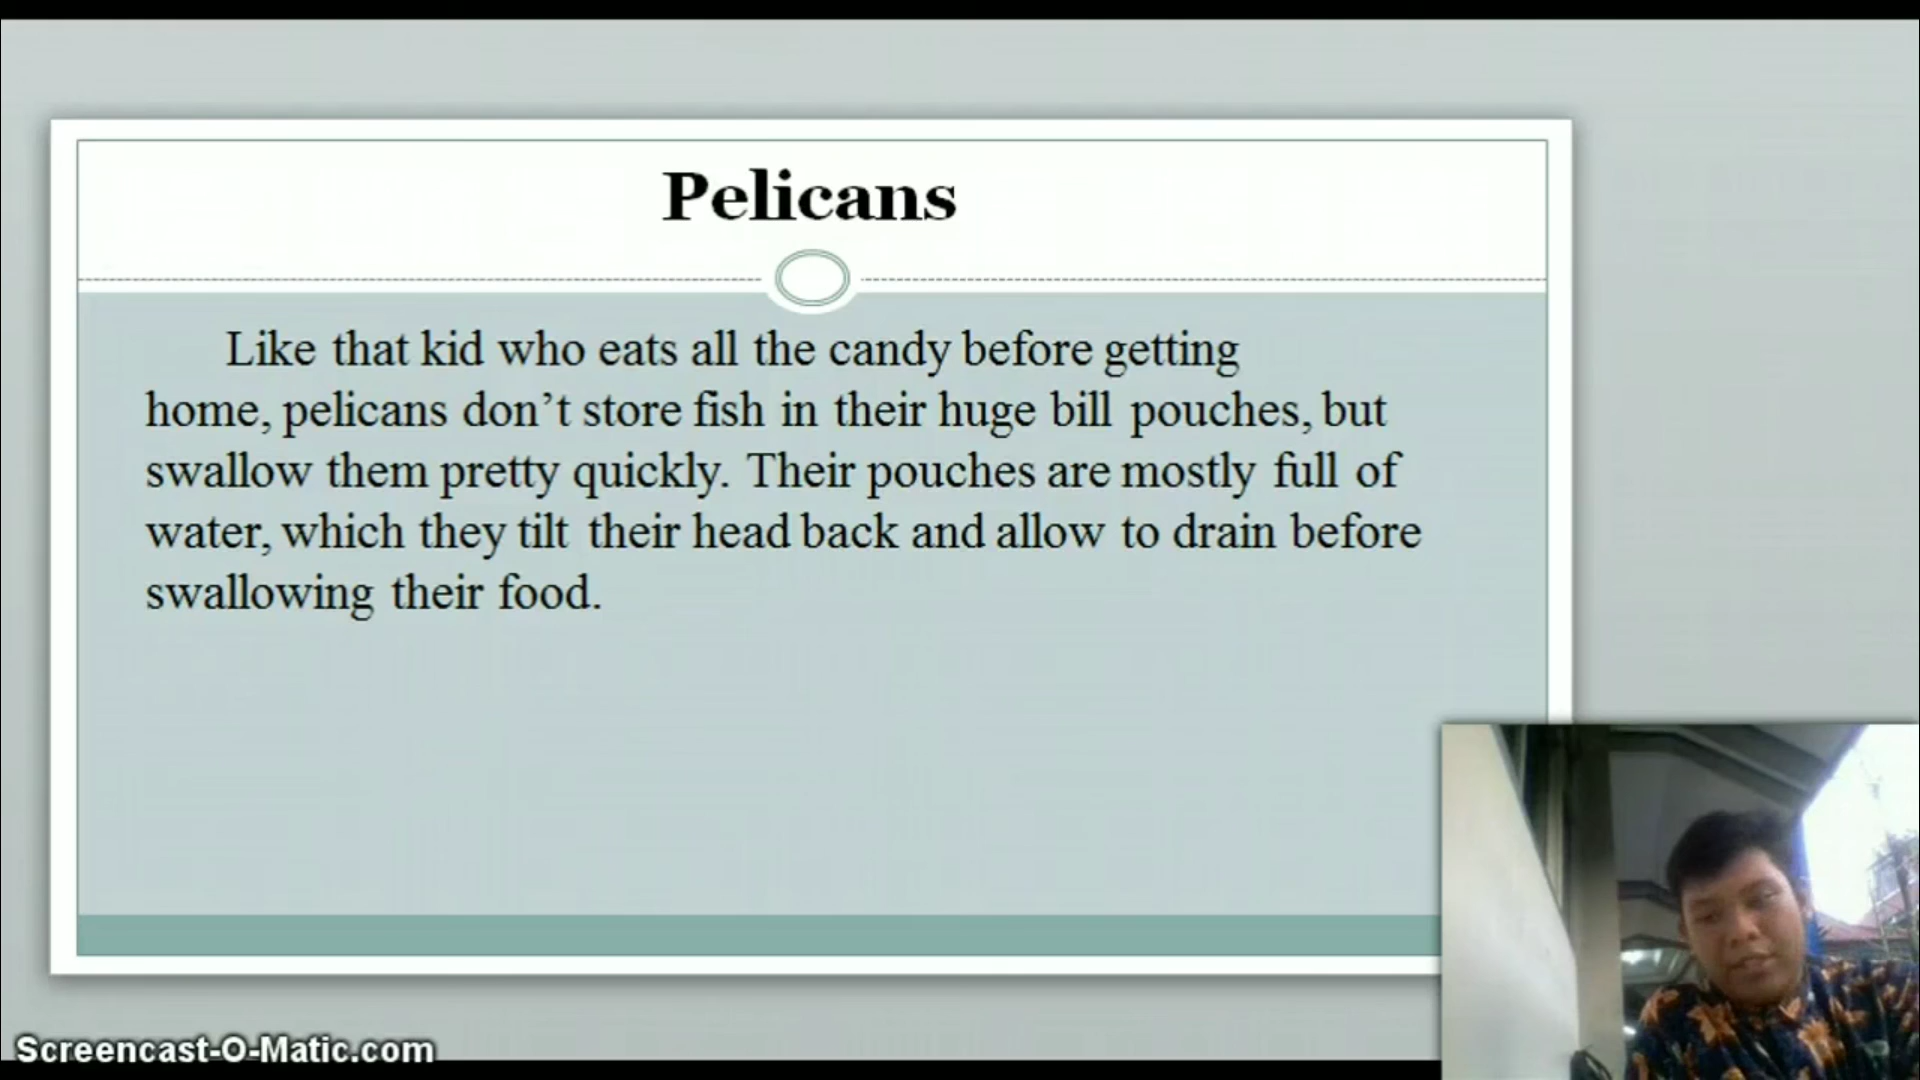 Pelicans
Like that kid who eats all the candy before getting
home, pelicans don’t store fish in their huge bill pouches, but
swallow them pretty quickly. Their pouches are mostly full of
water, which they tilt their head back and allow to drain before
swallowing their food.
Screencast-O-Matic.com